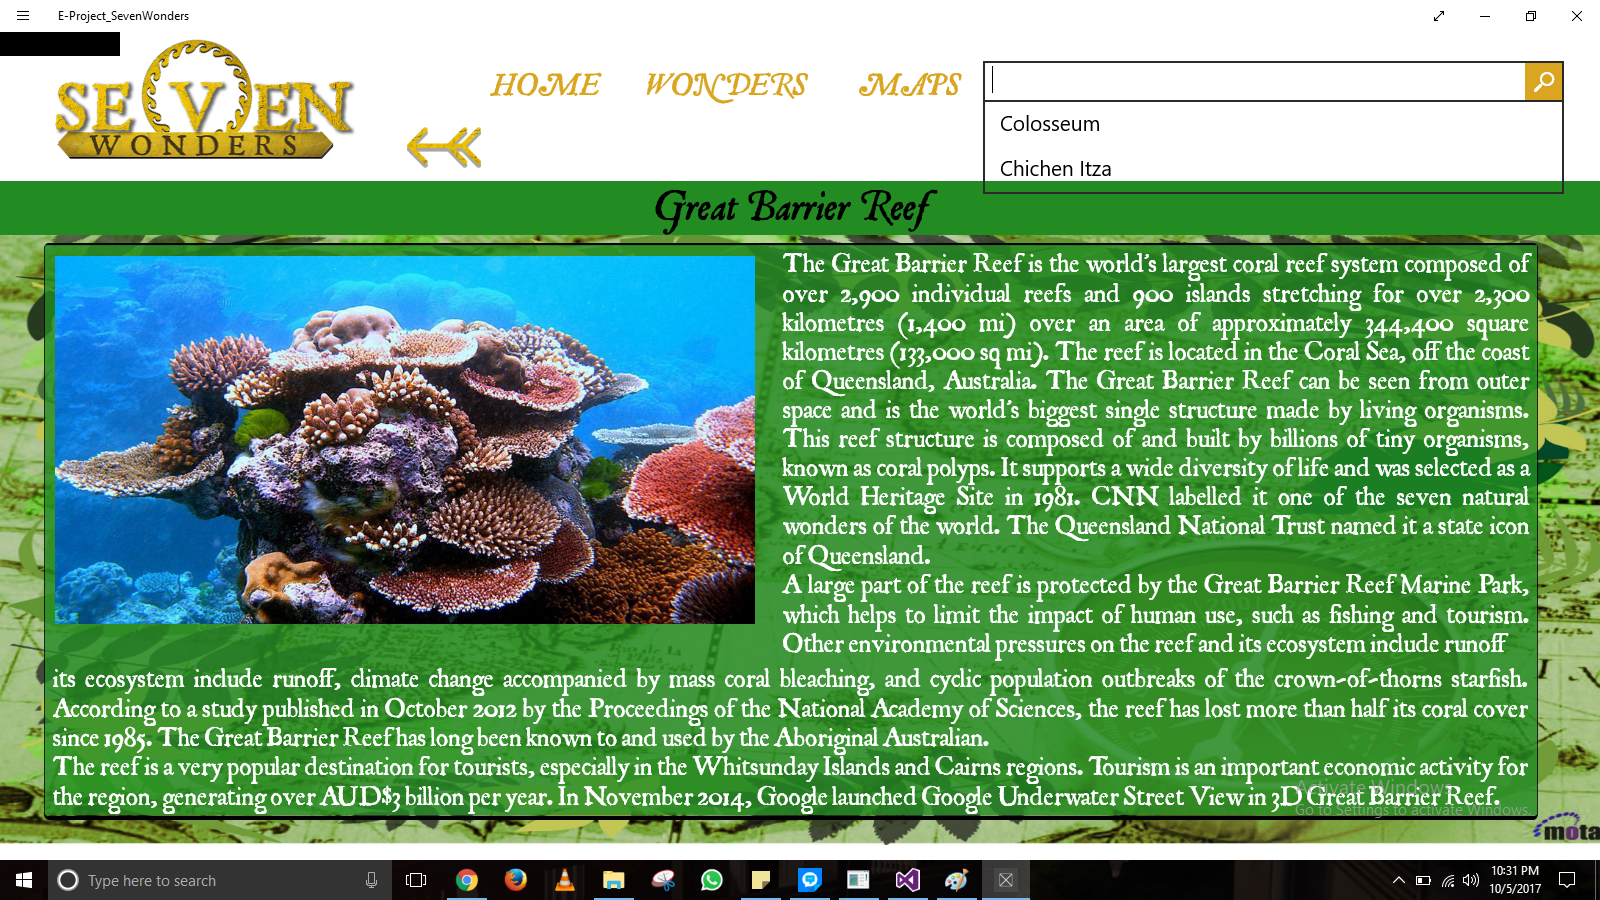 E-Project_SevenWonders
SEVEN
WONDERS
HOME WONDERS MAPS
Colosseum
Chichen Itza
Great Barrier Reef
The Great Barrier Reef is the world's largest coral reef system composed of
over 2,900 individual reefs and 900 islands stretching for over 2,300
kilometres (1,400 mi) over an area of approximately 344,400 square
kilometres (133,000 sq mi). The reef is located in the Coral Sea, off the coast
of Queensland, Australia. The Great Barrier Reef can be seen from outer
space and is the world's biggest single structure made by living organisms.
This reef structure is composed of and built by billions of tiny organisms,
known as coral polyps. It supports a wide diversity of life and was selected as a
World Heritage Site in 1981. CNN labelled it one of the seven natural
wonders of the world. The Queensland National Trust named it a state icon
of Queensland.
A large part of the reef is protected by the Great Barrier Reef Marine Park,
which helps to limit the impact of human use, such as fishing and tourism.
Other environmental pressures on the reef and its ecosystem include runoff
its ecosystem include runoff, climate change accompanied by mass coral bleaching, and cyclic population outbreaks of the crown-of-thorns starfish.
According to a study published in October 2012 by the Proceedings of the National Academy of Sciences, the reef has lost more than half its coral cover
since 1985. The Great Barrier Reef has long been known to and used by the Aboriginal Australian.
The reef is a very popular destination for tourists, especially in the Whitsunday Islands and Cairns regions. Tourism is an important economic activity for
the region, generating over AUD$3 billion per year. In November 2014, Google launched Google Underwater Street View in 3D Great Barrier Reef.
Activate Windows
Go to Settings to activate Windows.
mota
Type here to search
10:31 PM
10/5/2017